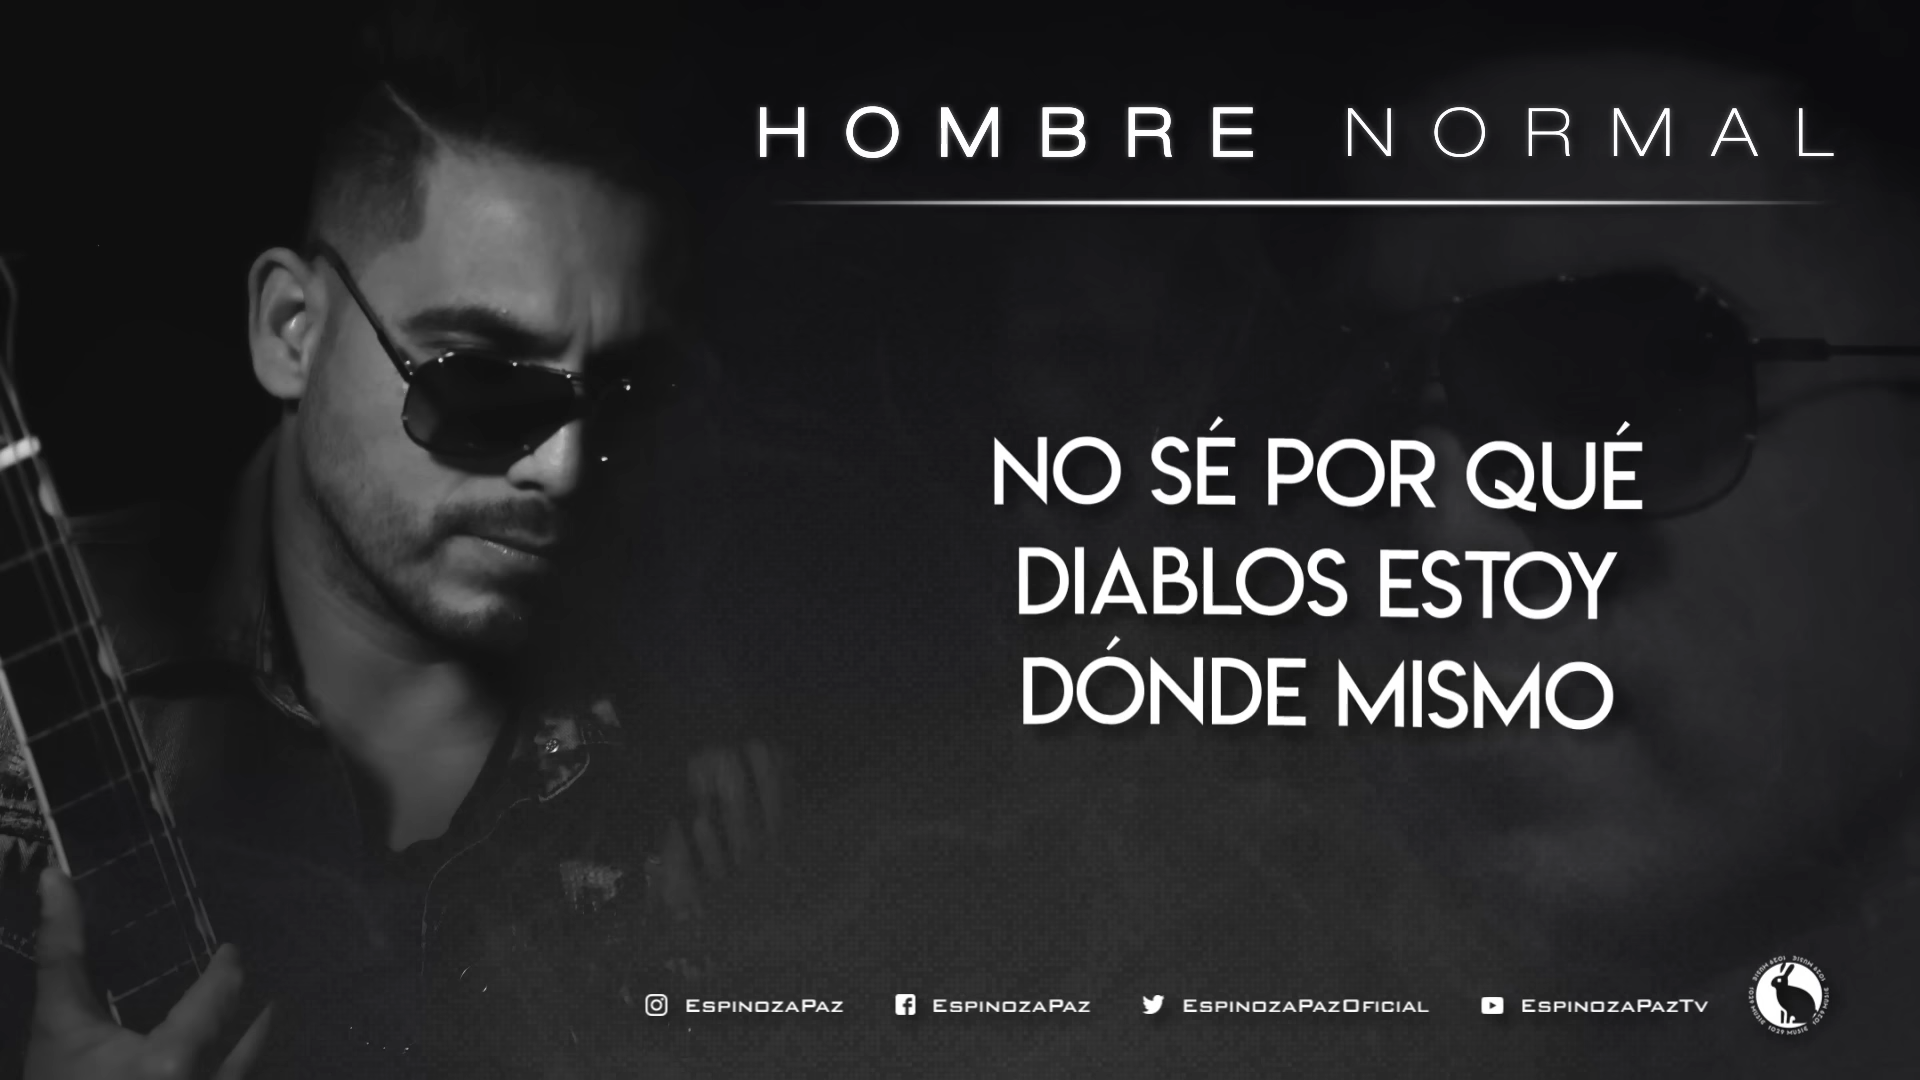 HOMBRE NORMAL
NO SÉ POR QUÉ
DIABLOS ESTOY
DÓNDE MISMO
EspinozaPaz EspinozaPaz EspinozaPazOficial EspinozaPazTv